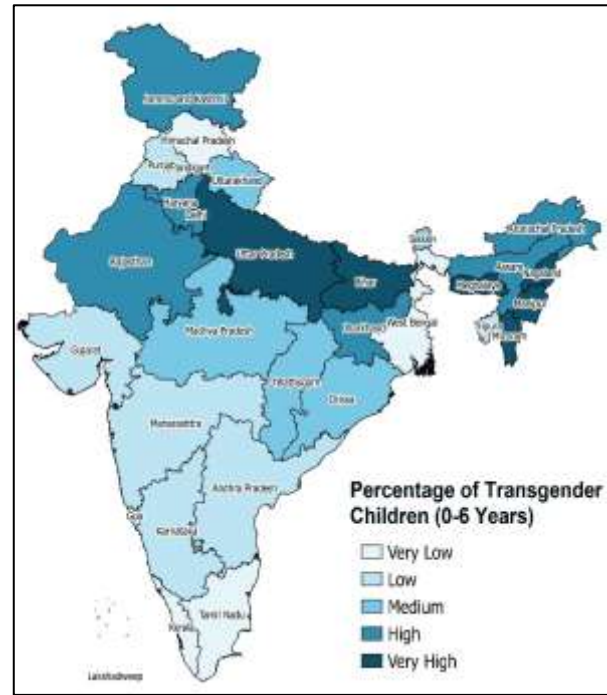 Jammu and Kashmir
Himachal Pradesh
Punjab
Chandigarh
Uttarakhand
Haryana
Delhi
Rajasthan
Uttar Pradesh
Bihar
Sikkim
Arunachal Pradesh
Assam
Nagaland
Meghalaya
Manipur
Tripura
Mizoram
Jharkhand
West Bengal
Gujarat
Madhya Pradesh
Chhattisgarh
Orissa
Maharashtra
Andhra Pradesh
Goa
Karnataka
Tamil Nadu
Kerala
Lakshadweep
Percentage of Transgender
Children (0-6 Years)
Very Low
Low
Medium
High
Very High